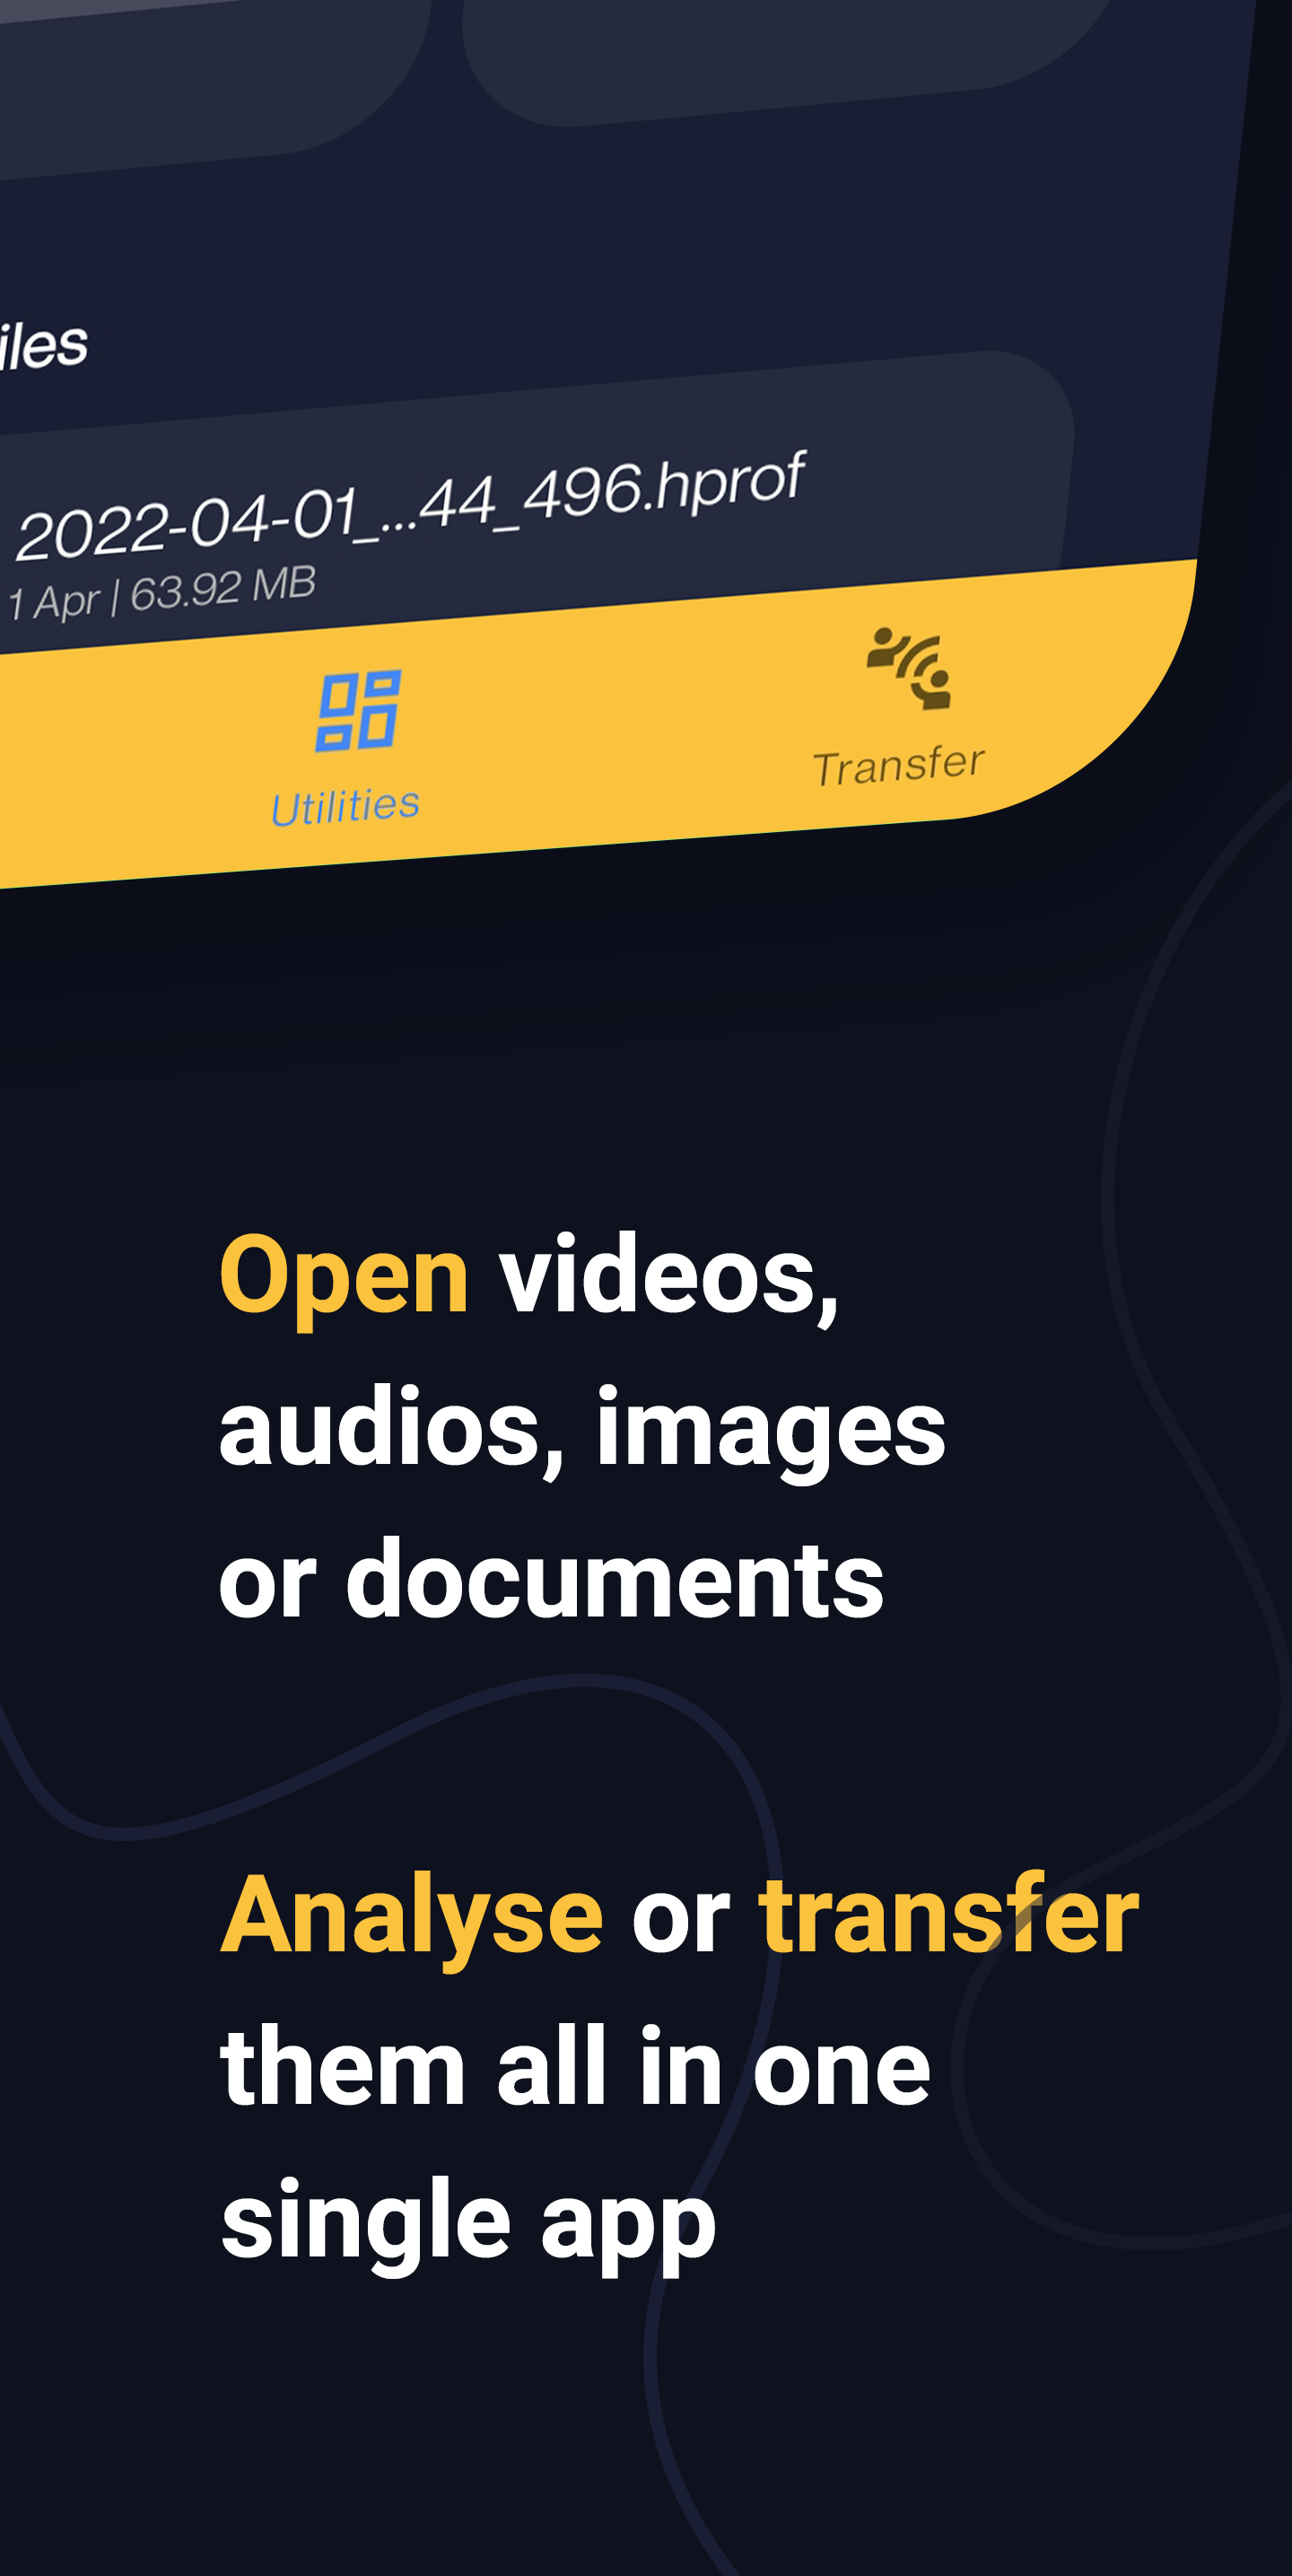 iles
2022-04-01_...44_496.hprof
1 Apr | 63.92 MB
Utilities
Transfer
Open videos,
audios, images
or documents
Analyse or transfer
them all in one
single app